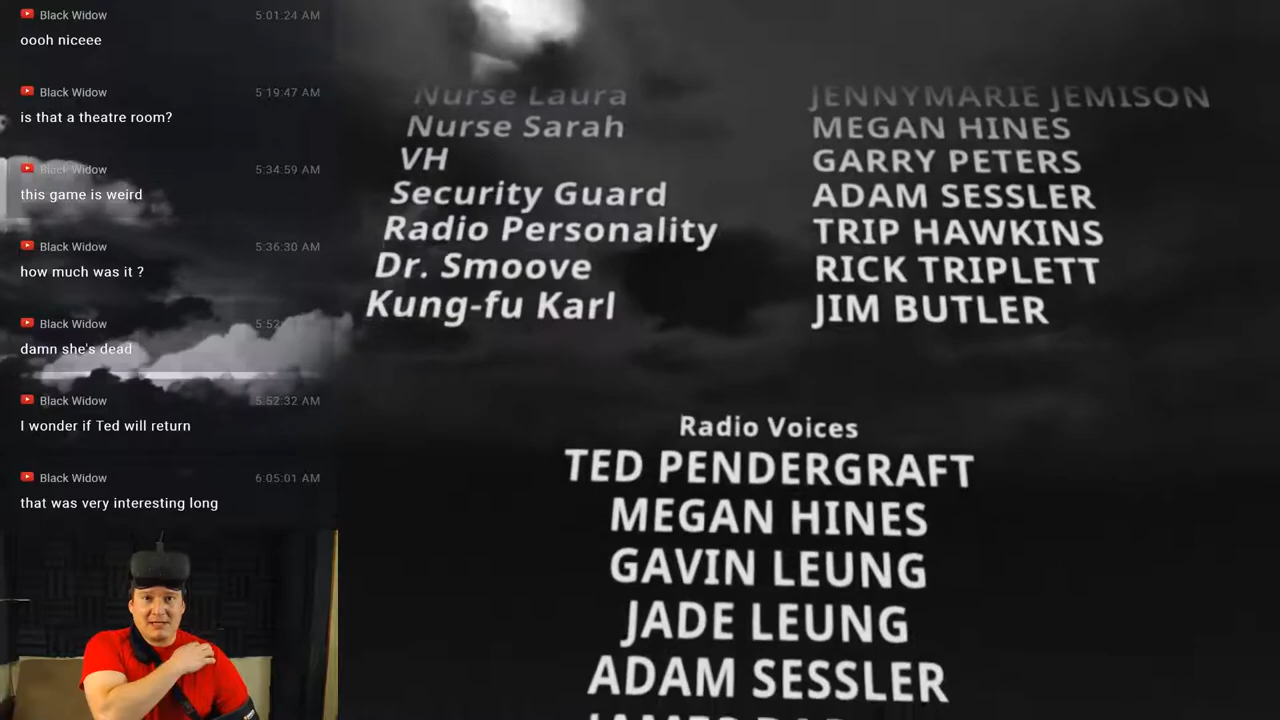 Black Widow 5:01:24 AM
oooh niceee
Black Widow 5:19:47 AM
is that a theatre room?
Black Widow 5:34:59 AM
this game is weird
Black Widow 5:36:30 AM
how much was it ?
Black Widow 5:52
damn she's dead
Black Widow 5:52:32 AM
I wonder if Ted will return
Black Widow 6:05:01 AM
that was very interesting long
Nurse Laura JENNYMARIE JEMISON
Nurse Sarah MEGAN HINES
VH GARRY PETERS
Security Guard ADAM SESSLER
Radio Personality TRIP HAWKINS
Dr. Smoove RICK TRIPLETT
Kung-fu Karl JIM BUTLER
Radio Voices
TED PENDERGRAFT
MEGAN HINES
GAVIN LEUNG
JADE LEUNG
ADAM SESSLER